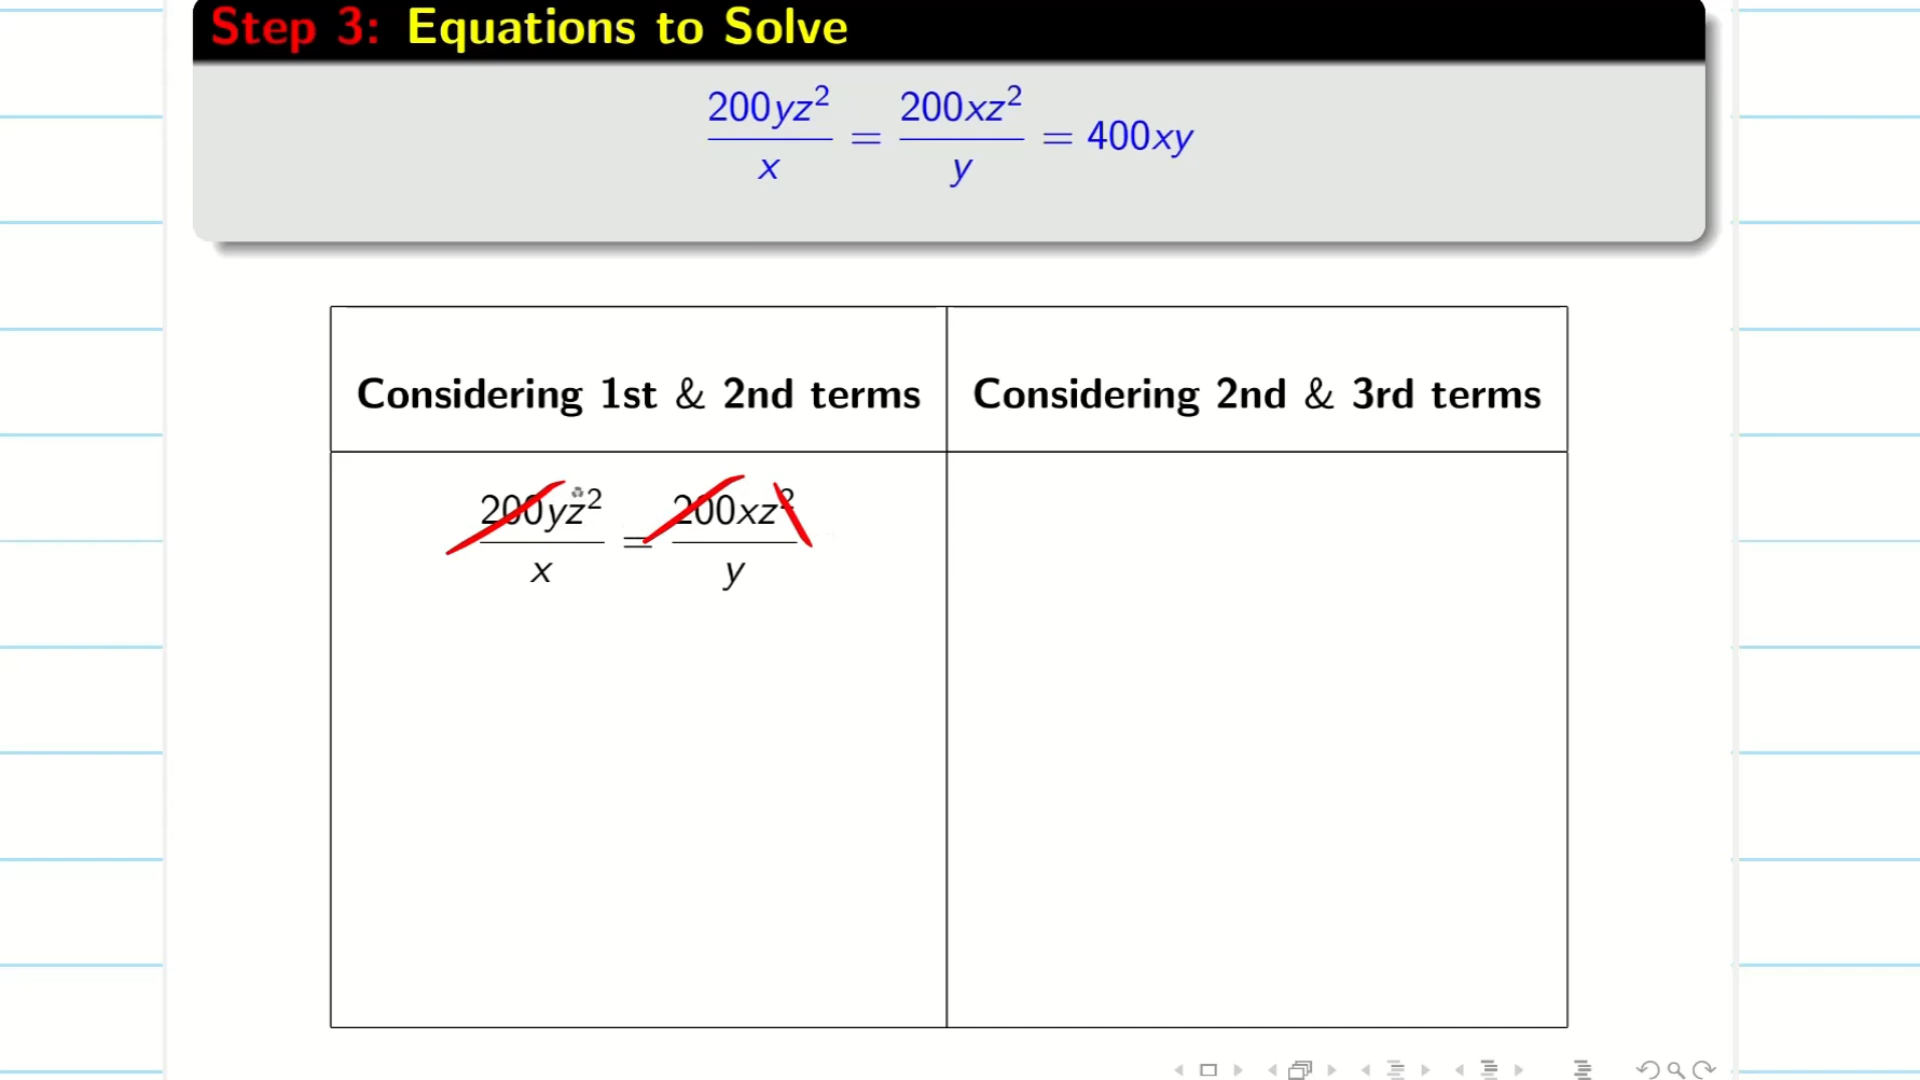 Step 3: Equations to Solve
200yz² / x = 200xz² / y = 400xy
Considering 1st & 2nd terms
Considering 2nd & 3rd terms
200yz² / x = 200xz² / y